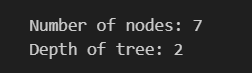 Number of nodes: 7
Depth of tree: 2